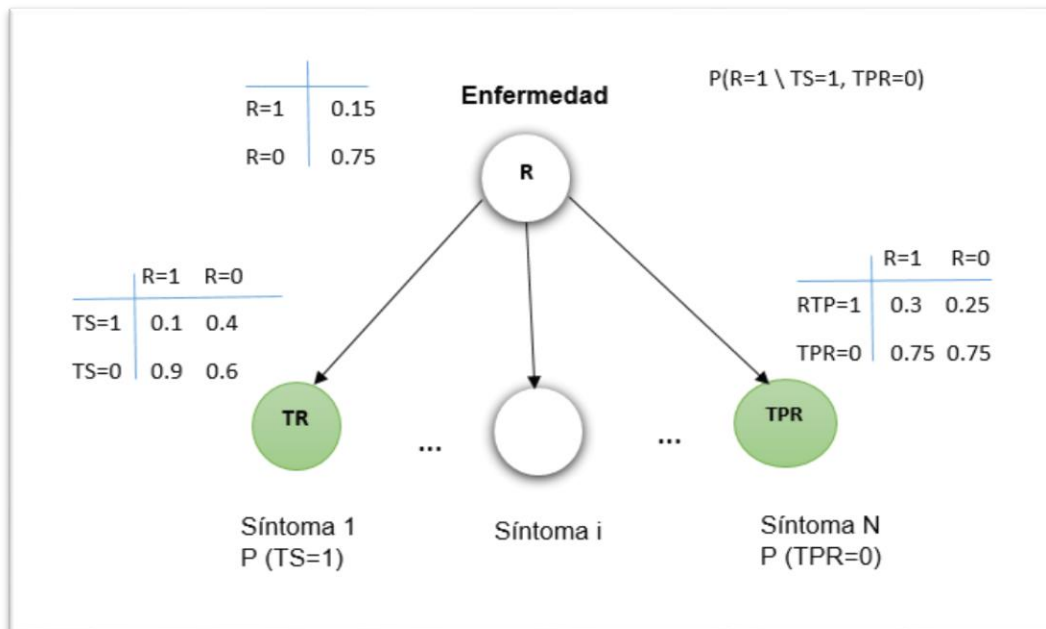 P(R=1 \ TS=1, TPR=0)
Enfermedad
R=1 0.15
R=0 0.75
R
R=1 R=0
TS=1 0.1 0.4
TS=0 0.9 0.6
R=1 R=0
RTP=1 0.3 0.25
TPR=0 0.75 0.75
TR
...
...
TPR
Síntoma 1
P (TS=1)
Síntoma i
Síntoma N
P (TPR=0)